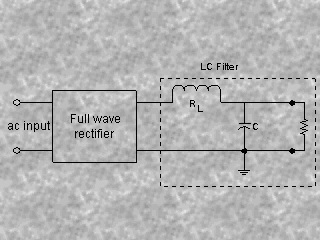 LC Filter
ac input
Full wave
rectifier
R L
C